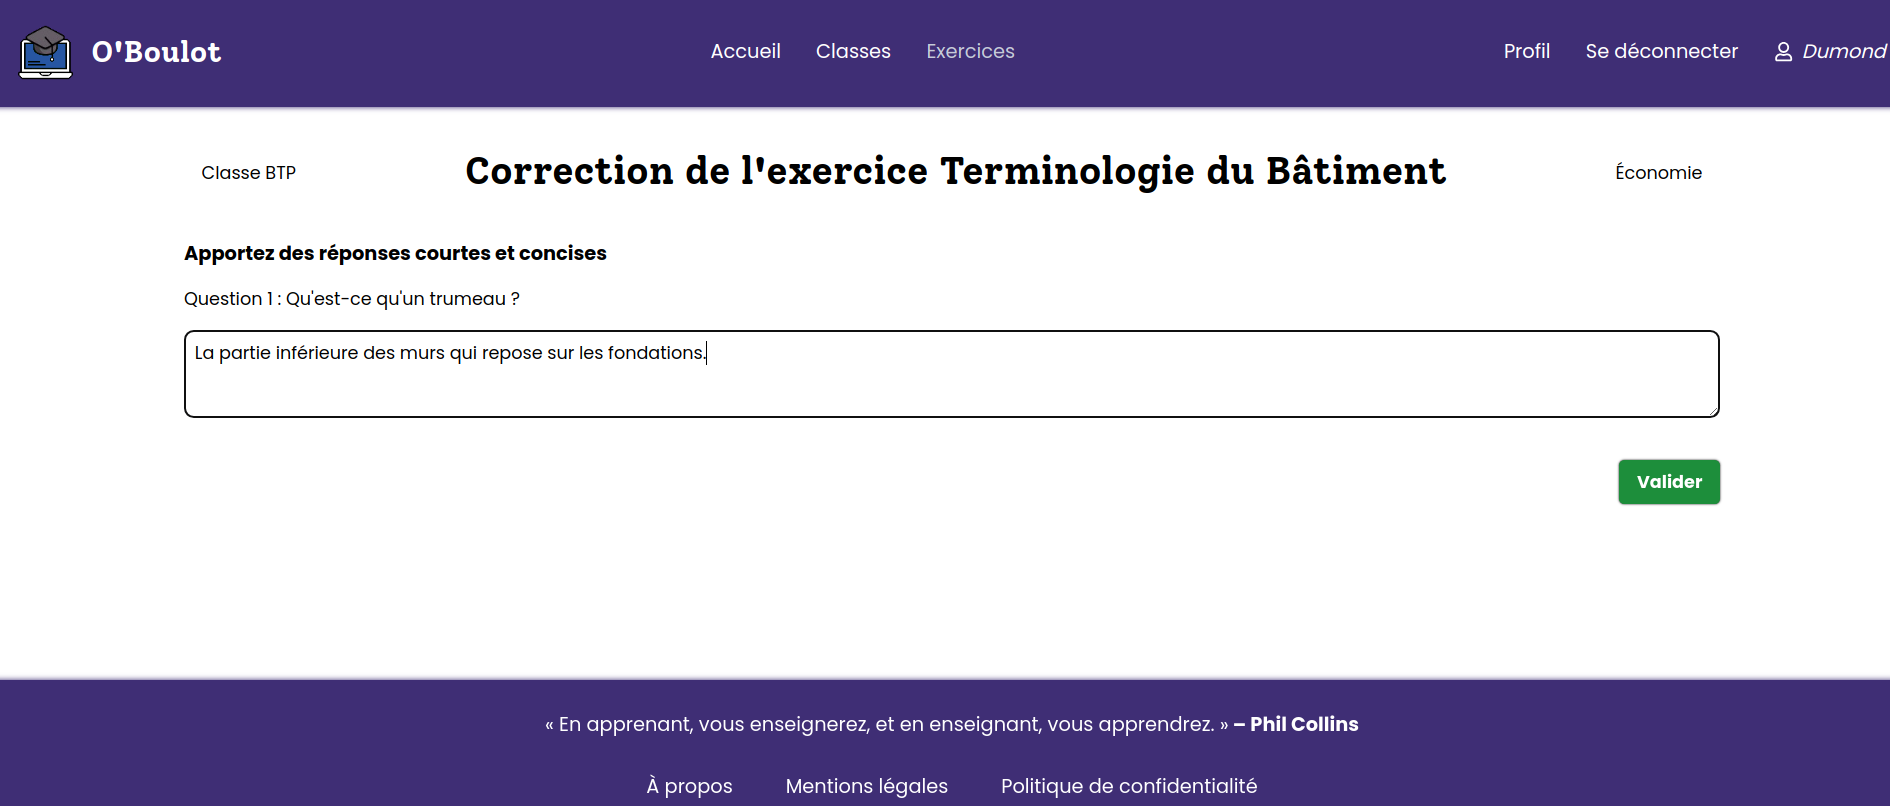 O'Boulot
Accueil Classes Exercices
Profil Se déconnecter Dumond
Classe BTP
Correction de l'exercice Terminologie du Bâtiment
Économie
Apportez des réponses courtes et concises
Question 1 : Qu'est-ce qu'un trumeau ?
La partie inférieure des murs qui repose sur les fondations.
Valider
« En apprenant, vous enseignerez, et en enseignant, vous apprendrez. » – Phil Collins
À propos Mentions légales Politique de confidentialité